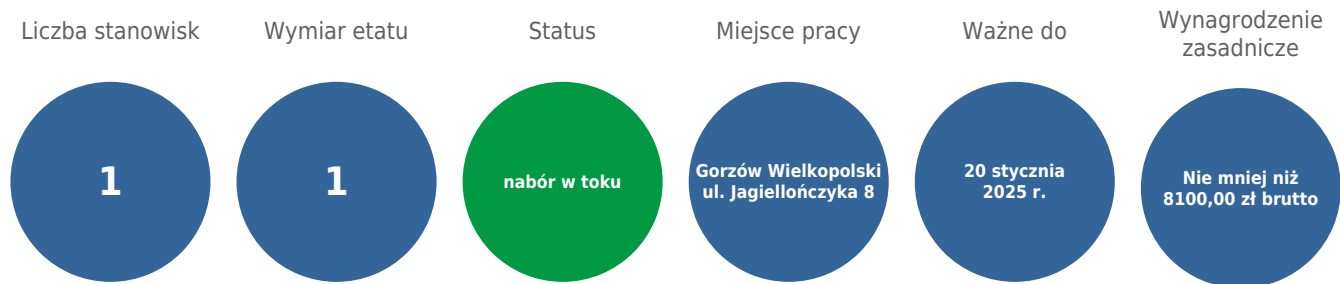 Liczba stanowisk
1
Wymiar etatu
1
Status
nabór w toku
Miejsce pracy
Gorzów Wielkopolski
ul. Jagiellończyka 8
Ważne do
20 stycznia
2025 r.
Wynagrodzenie
zasadnicze
Nie mniej niż
8100,00 zł brutto